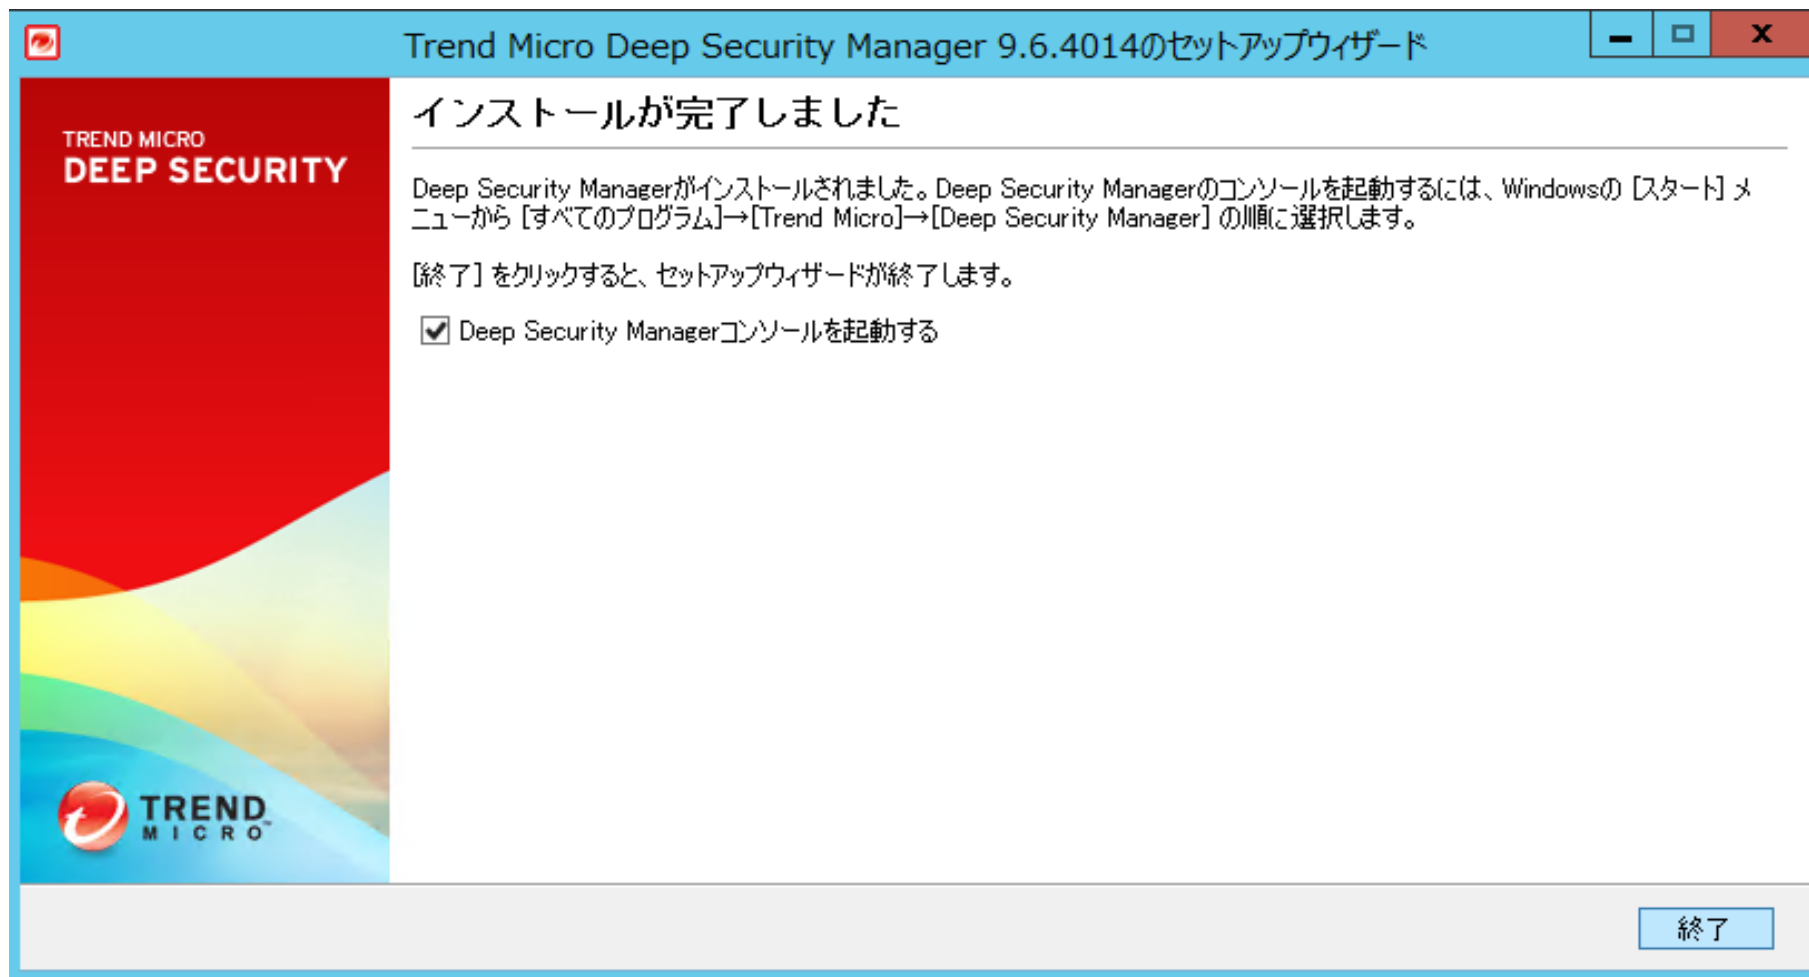 Trend Micro Deep Security Manager 9.6.4014のセットアップウィザード
TREND MICRO
DEEP SECURITY
インストールが完了しました
Deep Security Managerがインストールされました。Deep Security Managerのコンソールを起動するには、Windowsの [スタート] メ
ニューから [すべてのプログラム]→[Trend Micro]→[Deep Security Manager] の順に選択します。
[終了] をクリックすると、セットアップウィザードが終了します。
Deep Security Managerコンソールを起動する
TREND
MICRO™
終了